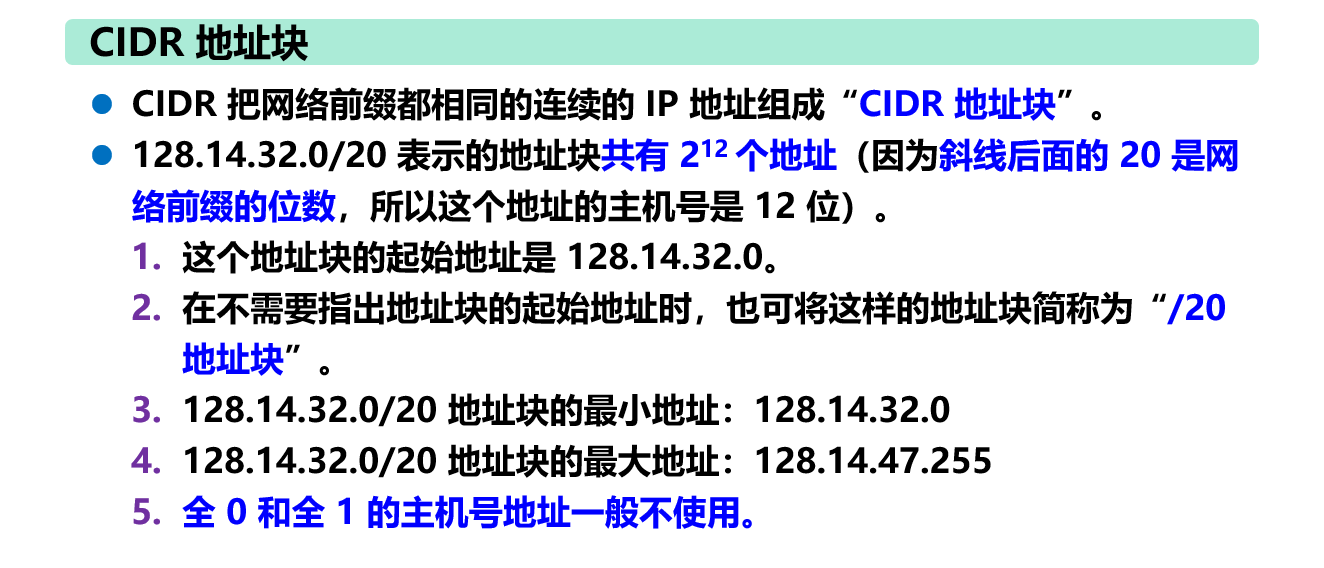 CIDR 地址块
● CIDR 把网络前缀都相同的连续的 IP 地址组成“CIDR 地址块”。
● 128.14.32.0/20 表示的地址块共有 2¹² 个地址（因为斜线后面的 20 是网
络前缀的位数，所以这个地址的主机号是 12 位）。
1. 这个地址块的起始地址是 128.14.32.0。
2. 在不需要指出地址块的起始地址时，也可将这样的地址块简称为“/20
地址块”。
3. 128.14.32.0/20 地址块的最小地址：128.14.32.0
4. 128.14.32.0/20 地址块的最大地址：128.14.47.255
5. 全 0 和全 1 的主机号地址一般不使用。